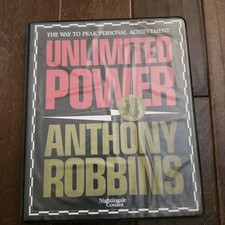 THE WAY TO PEAK PERSONAL ACHIEVEMENT
UNLIMITED
POWER
ANTHONY
ROBBINS
Nightingale
Conant